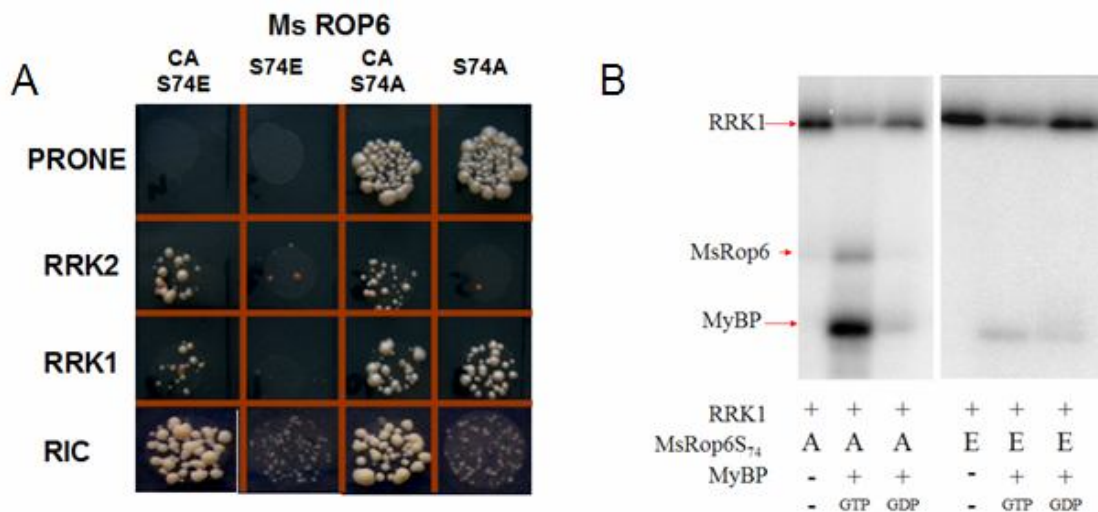 Ms ROP6
A
CA S74E
S74E
CA S74A
S74A
PRONE
RRK2
RRK1
RIC
B
RRK1
MsRop6
MyBP
RRK1 + + + + + +
MsRop6S₇₄ A A A E E E
MyBP - + + - + +
- GTP GDP - GTP GDP